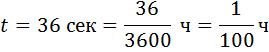 t = 36 сек = 36/3600 ч = 1/100 ч